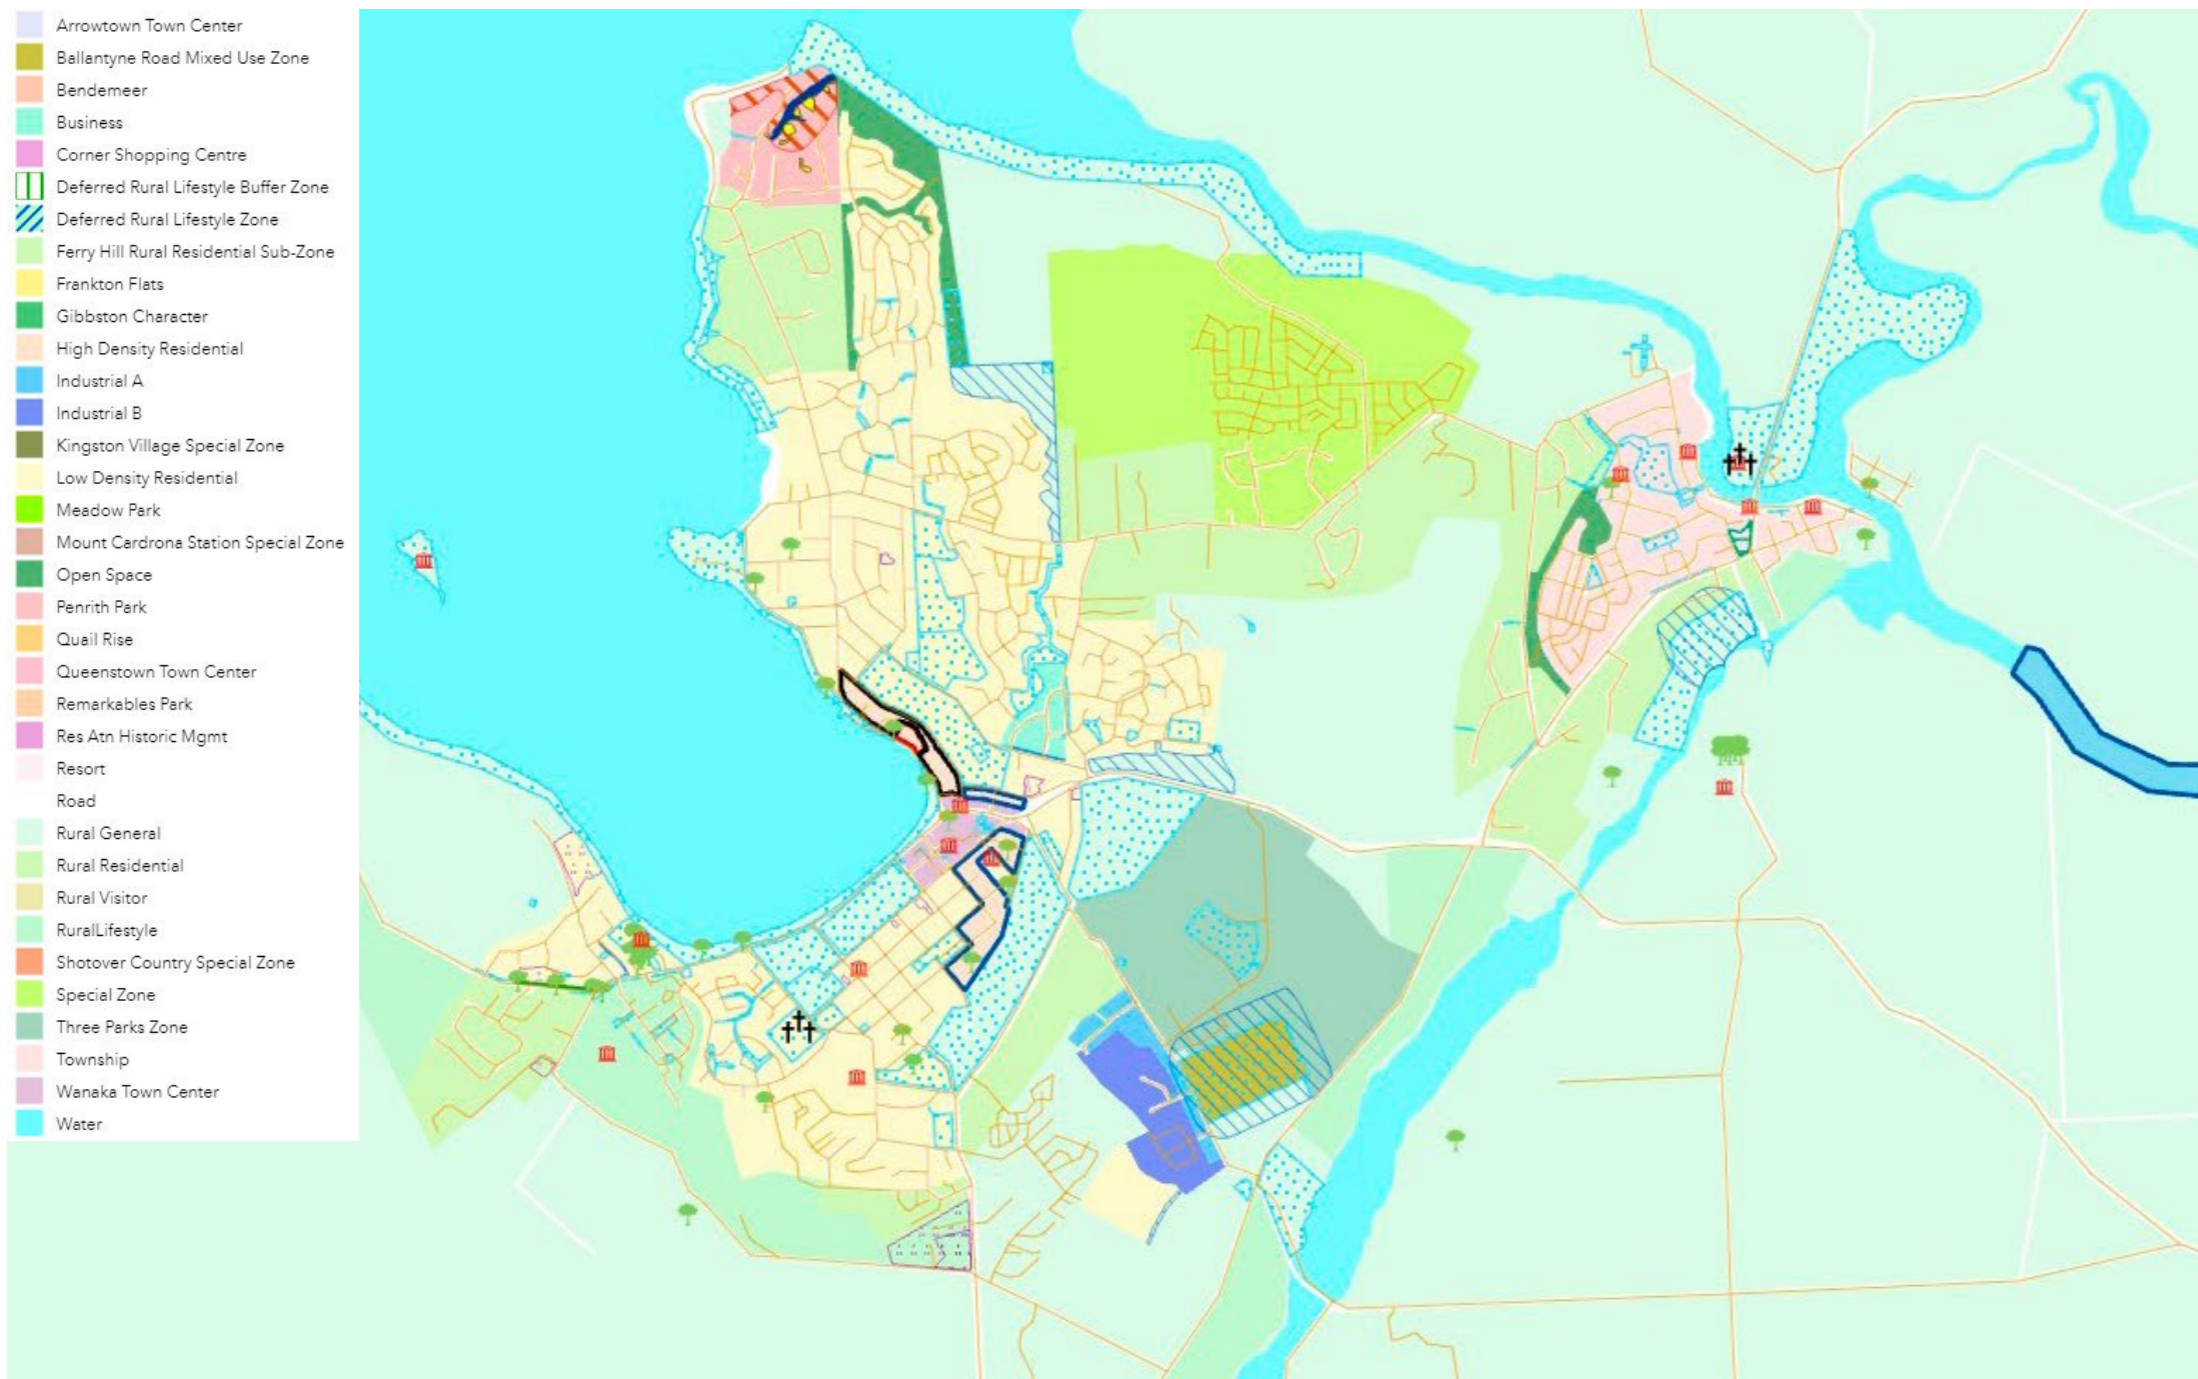 Arrowtown Town Center
Ballantyne Road Mixed Use Zone
Bendemeer
Business
Corner Shopping Centre
Deferred Rural Lifestyle Buffer Zone
Deferred Rural Lifestyle Zone
Ferry Hill Rural Residential Sub-Zone
Frankton Flats
Gibbston Character
High Density Residential
Industrial A
Industrial B
Kingston Village Special Zone
Low Density Residential
Meadow Park
Mount Cardrona Station Special Zone
Open Space
Penrith Park
Quail Rise
Queenstown Town Center
Remarkables Park
Res Atn Historic Mgmt
Resort
Road
Rural General
Rural Residential
Rural Visitor
RuralLifestyle
Shotover Country Special Zone
Special Zone
Three Parks Zone
Township
Wanaka Town Center
Water